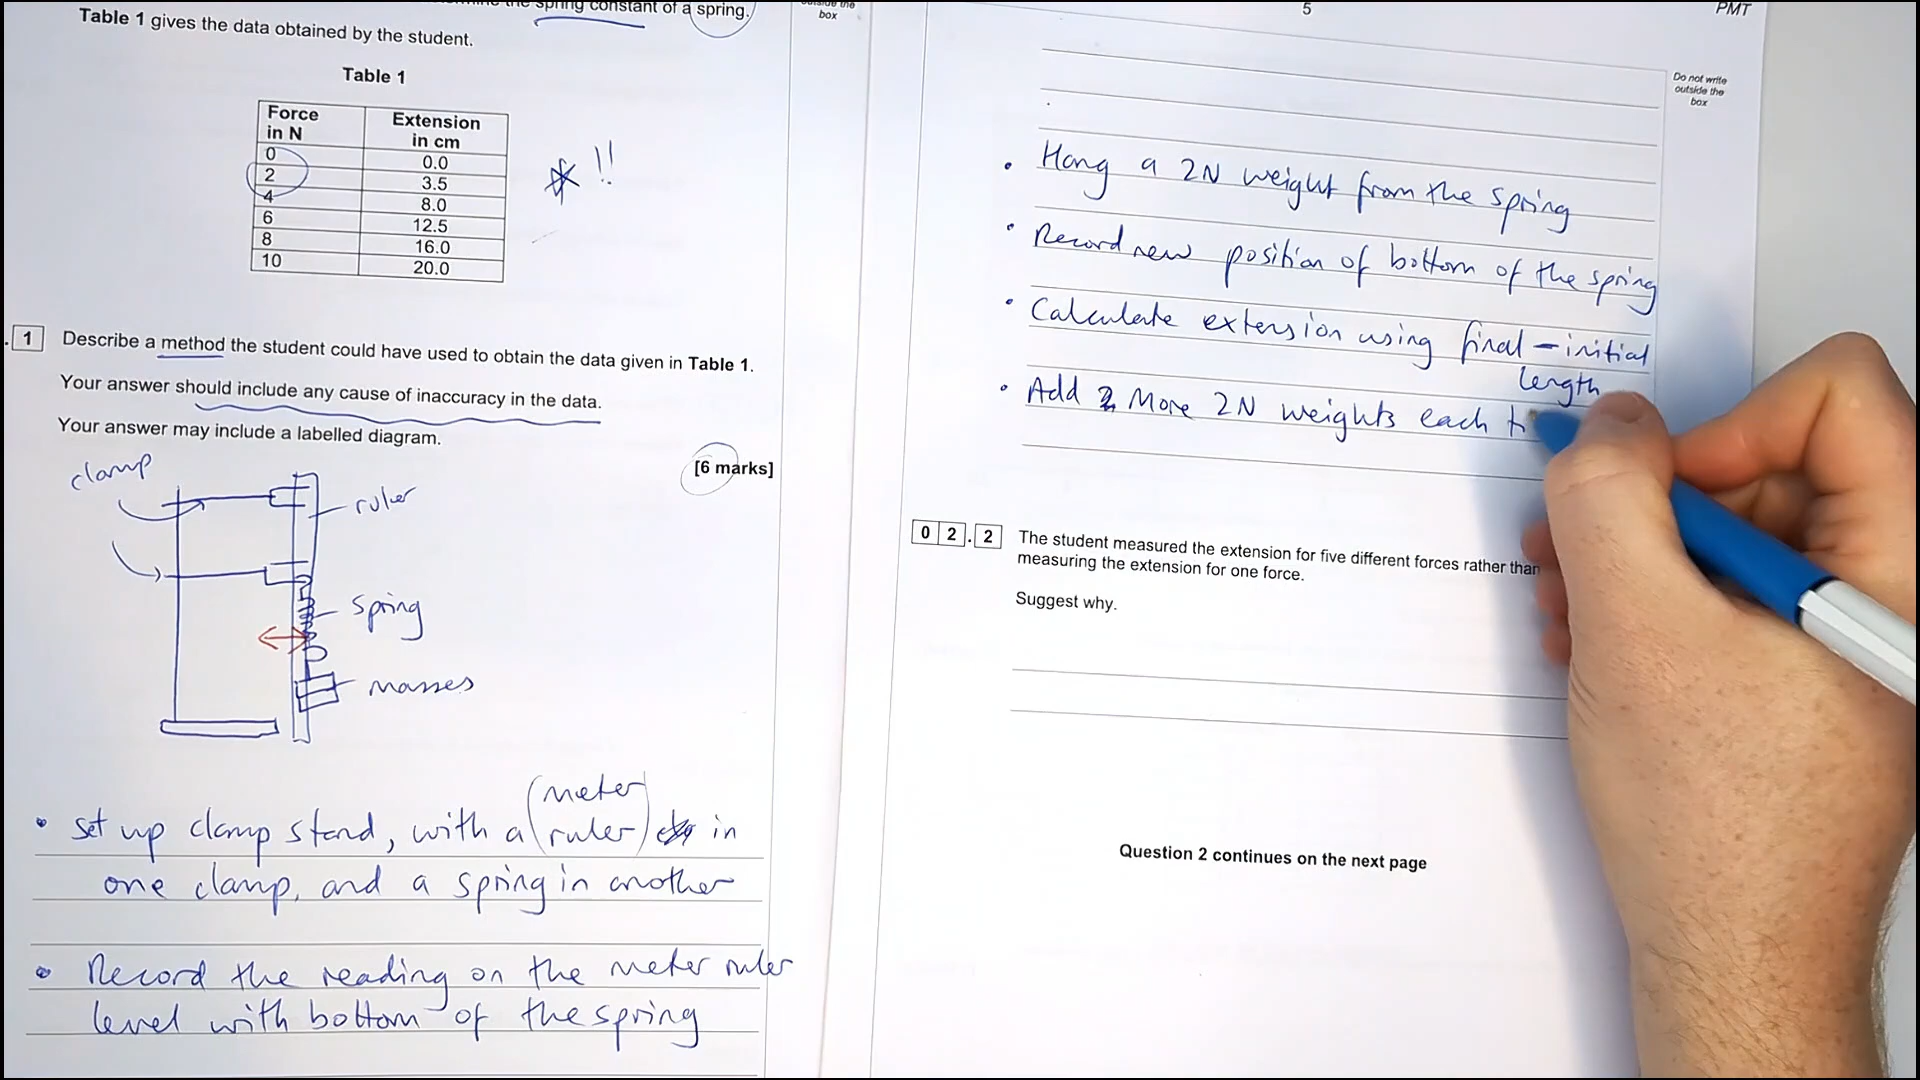 the spring constant of a spring.
Table 1 gives the data obtained by the student.
Table 1
Force in N
Extension in cm
0 0.0
2 3.5
4 8.0
6 12.5
8 16.0
10 20.0
!!
box
. 1 Describe a method the student could have used to obtain the data given in Table 1.
Your answer should include any cause of inaccuracy in the data.
Your answer may include a labelled diagram.
[6 marks]
clamp
ruler
spring
masses
• set up clamp stand, with a (meter
ruler) in
one clamp, and a spring in another
• Record the reading on the meter ruler
level with bottom of the spring
5
PMT
Do not write
outside the
box
• Hang a 2N weight from the spring
• Record new position of bottom of the spring
• Calculate extension using final – initial
length
• Add More 2N weights each ti
0 2 . 2 The student measured the extension for five different forces rather than
measuring the extension for one force.
Suggest why.
Question 2 continues on the next page